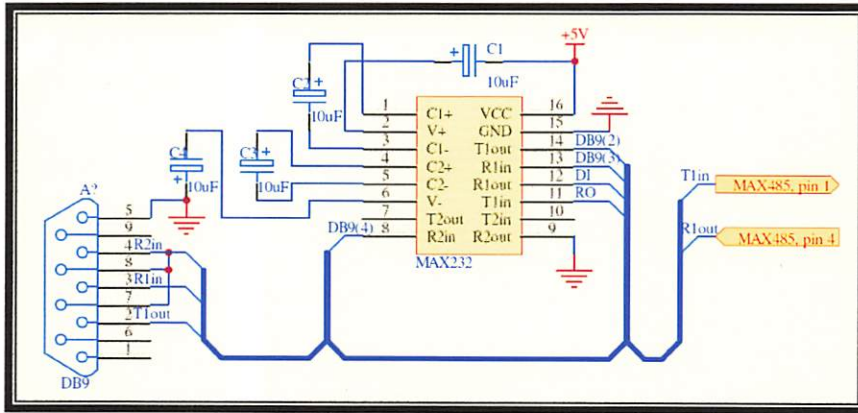 +5V
C1
10uF
C2
10uF
C4
10uF
C3
10uF
1
2
3
4
5
6
7
8
C1+
V+
C1-
C2+
C2-
V-
T2out
R2in
VCC
GND
T1out
R1in
R1out
T1in
T2in
R2out
16
15
14
13
12
11
10
9
MAX232
DB9(2)
DB9(3)
DI
RO
DB9(4)
A?
5
9
4
8
3
7
2
6
1
R2in
R1in
T1out
DB9
T1in
MAX485, pin 1
R1out
MAX485, pin 4